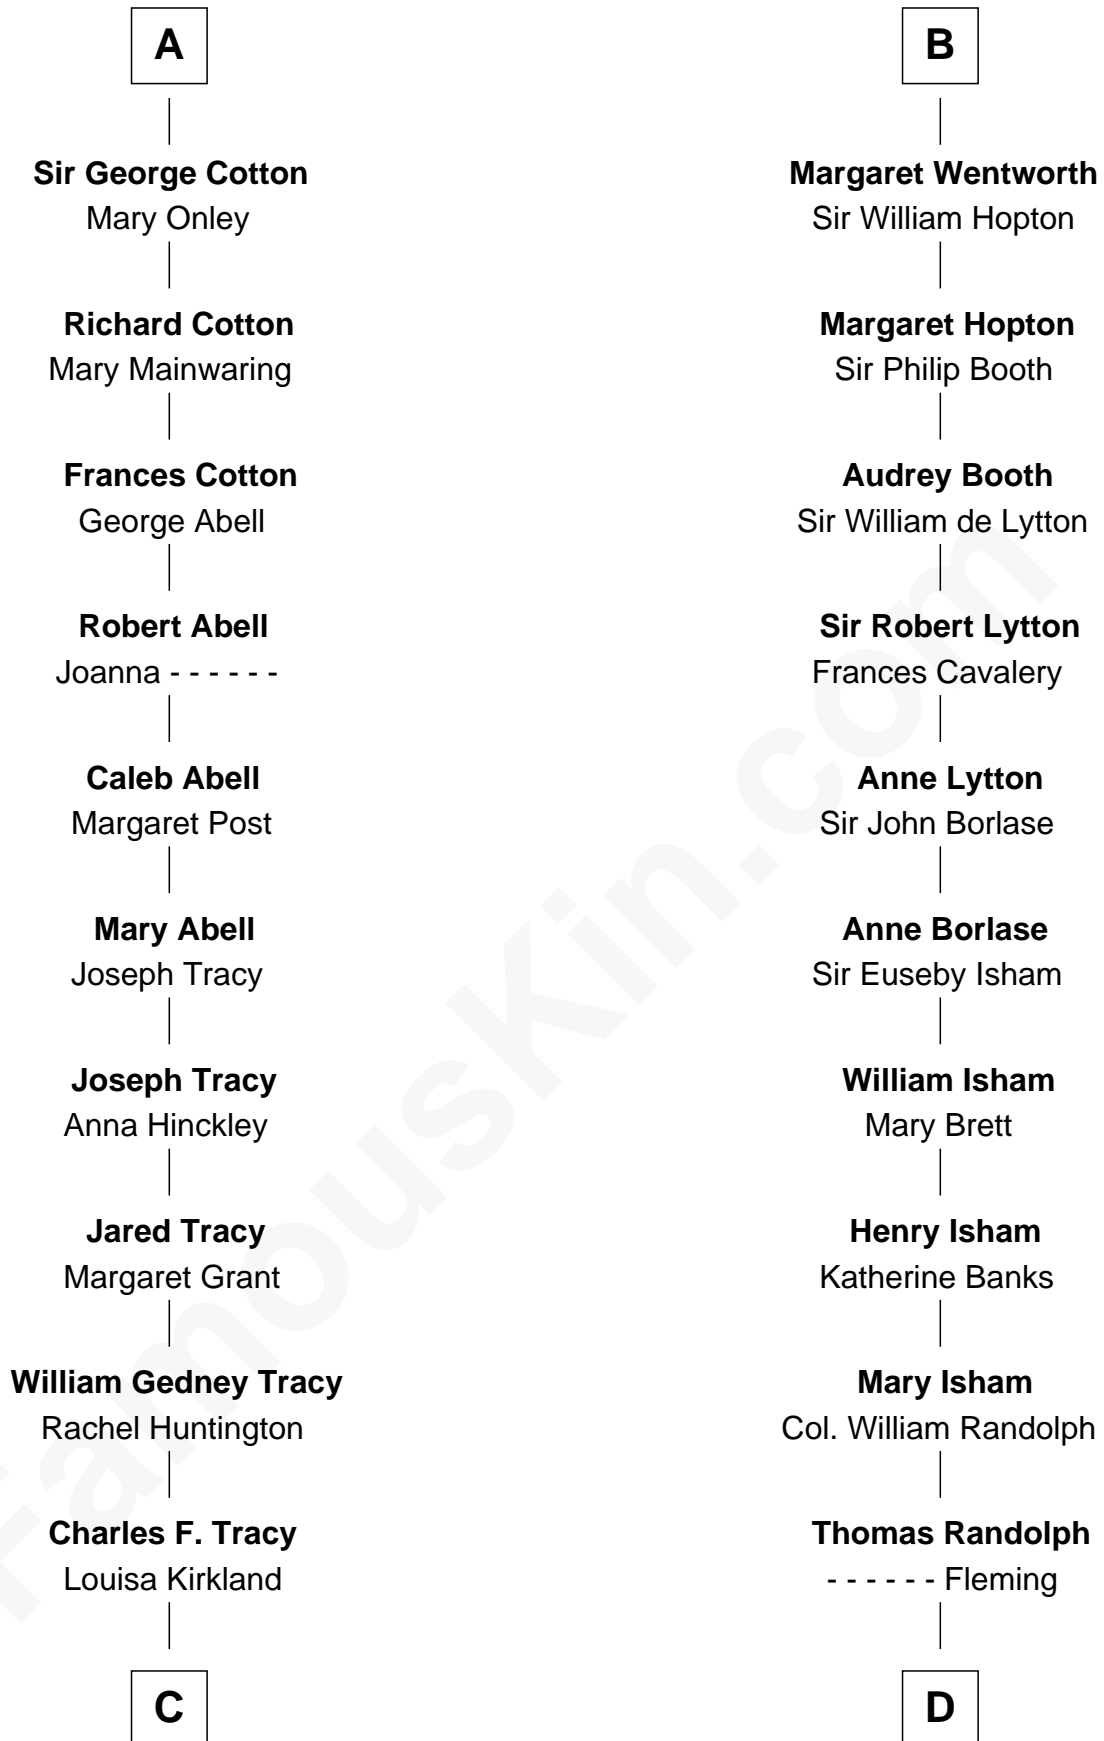 A
Sir George Cotton
Mary Onley
Richard Cotton
Mary Mainwaring
Frances Cotton
George Abell
Robert Abell
Joanna - - - - - -
Caleb Abell
Margaret Post
Mary Abell
Joseph Tracy
Joseph Tracy
Anna Hinckley
Jared Tracy
Margaret Grant
William Gedney Tracy
Rachel Huntington
Charles F. Tracy
Louisa Kirkland
C
B
Margaret Wentworth
Sir William Hopton
Margaret Hopton
Sir Philip Booth
Audrey Booth
Sir William de Lytton
Sir Robert Lytton
Frances Cavalery
Anne Lytton
Sir John Borlase
Anne Borlase
Sir Euseby Isham
William Isham
Mary Brett
Henry Isham
Katherine Banks
Mary Isham
Col. William Randolph
Thomas Randolph
- - - - - - Fleming
D
FamousKin.com